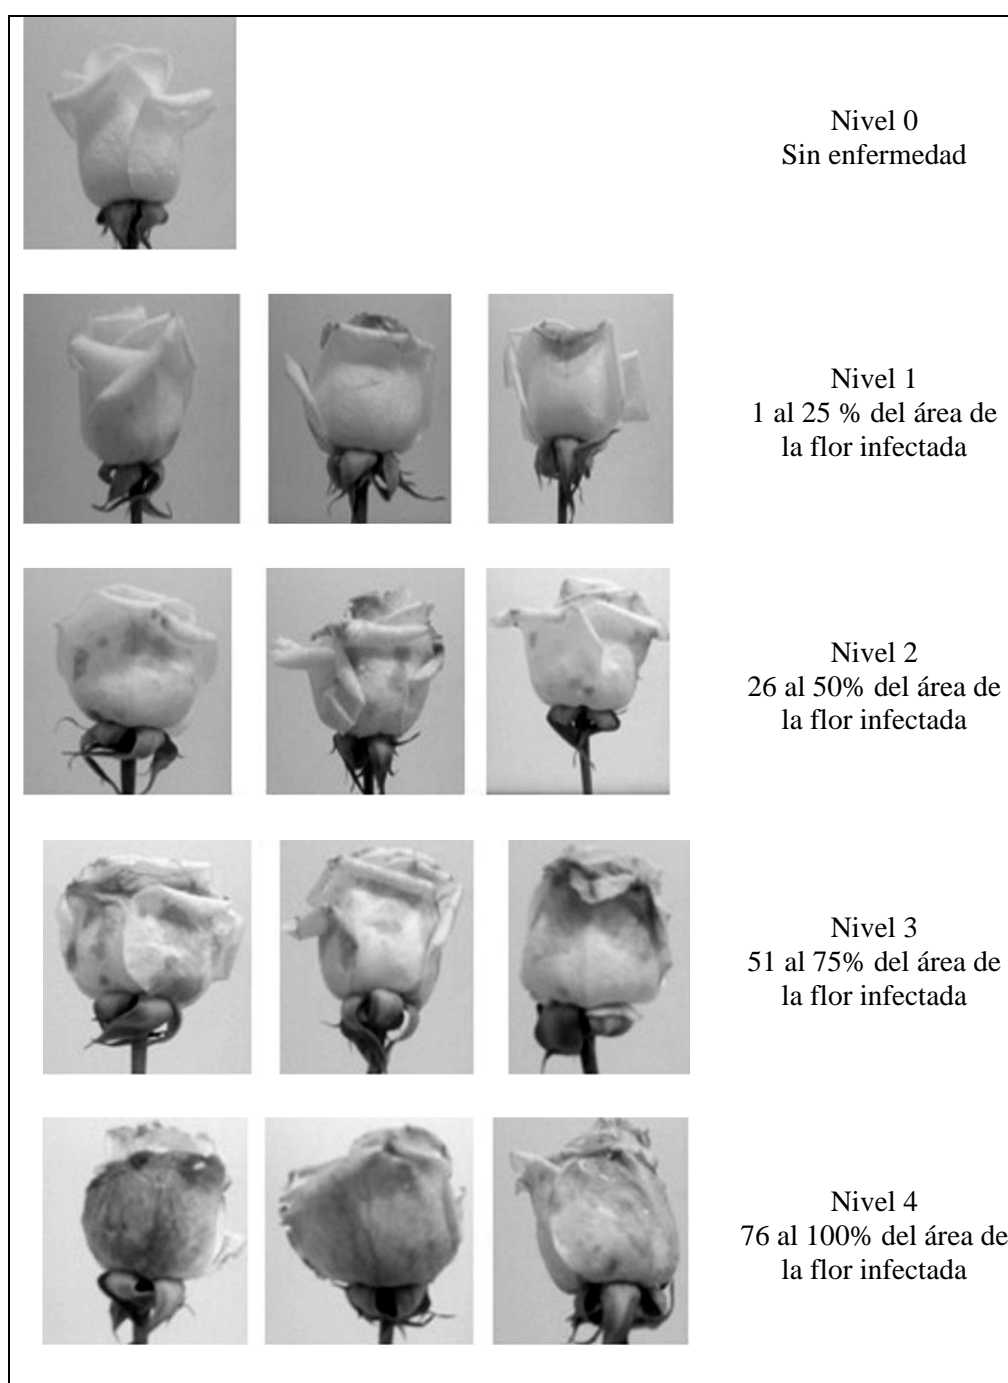 Nivel 0
Sin enfermedad
Nivel 1
1 al 25 % del área de
la flor infectada
Nivel 2
26 al 50% del área de
la flor infectada
Nivel 3
51 al 75% del área de
la flor infectada
Nivel 4
76 al 100% del área de
la flor infectada